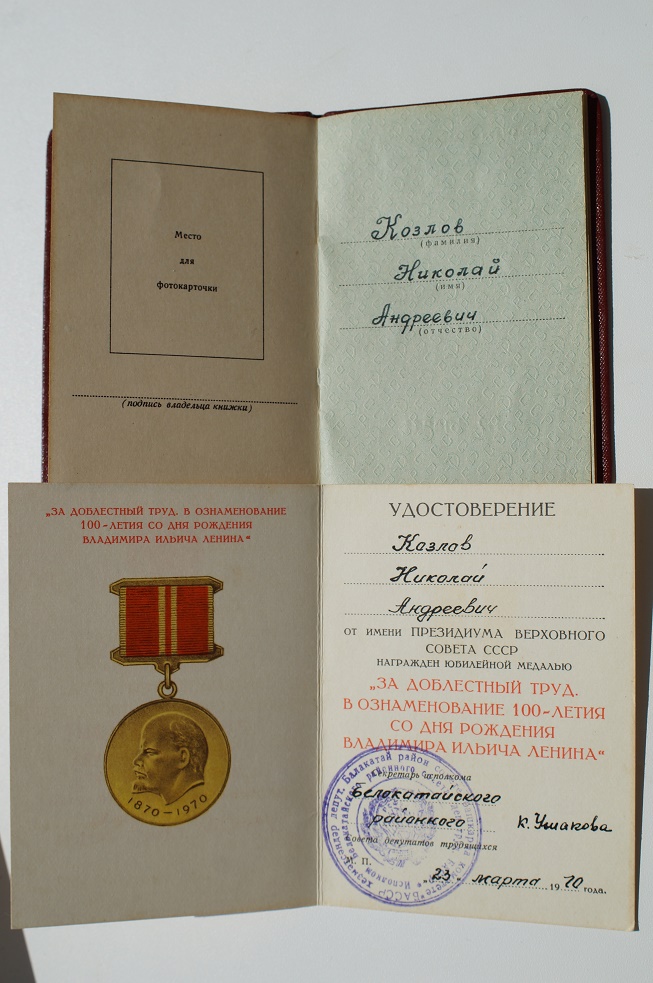 Место
для
фотокарточки
(подпись владельца книжки)
Козлов
(фамилия)
Николай
(имя)
Андреевич
(отчество)
„ЗА ДОБЛЕСТНЫЙ ТРУД. В ОЗНАМЕНОВАНИЕ
100-ЛЕТИЯ СО ДНЯ РОЖДЕНИЯ
ВЛАДИМИРА ИЛЬИЧА ЛЕНИНА“
1870-1970
УДОСТОВЕРЕНИЕ
Казлов
Николай
Андреевич
ОТ ИМЕНИ ПРЕЗИДИУМА ВЕРХОВНОГО
СОВЕТА СССР
НАГРАЖДЕН ЮБИЛЕЙНОЙ МЕДАЛЬЮ
„ЗА ДОБЛЕСТНЫЙ ТРУД.
В ОЗНАМЕНОВАНИЕ 100-ЛЕТИЯ
СО ДНЯ РОЖДЕНИЯ
ВЛАДИМИРА ИЛЬИЧА ЛЕНИНА“
Секретарь исполкома
Белокатайского
районного К. Ушакова
Совета депутатов трудящихся
М. П.
„23 марта 1970 года.